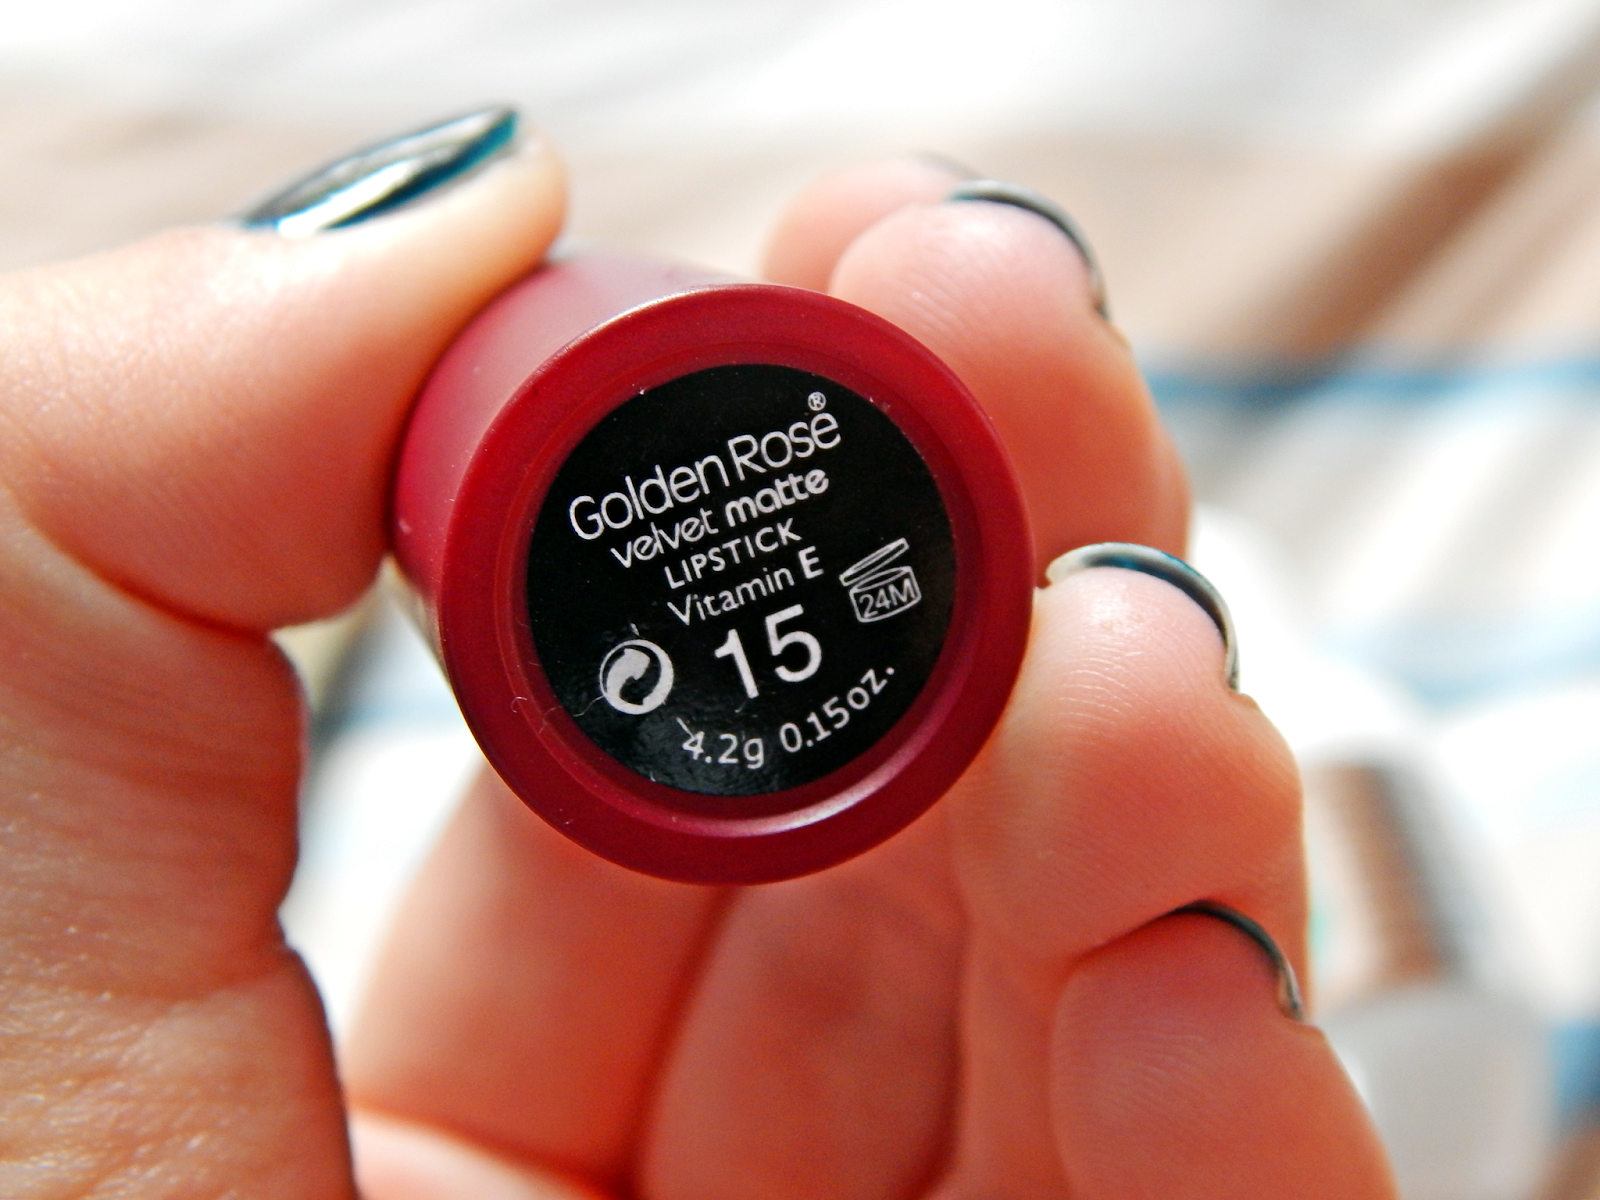 Golden Rose®
velvet matte
LIPSTICK
Vitamin E
24M
15
4.2g 0.15oz.